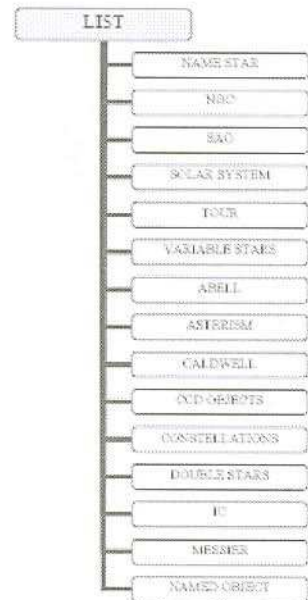 LIST
NAME STAR
NGC
SAO
SOLAR SYSTEM
TOUR
VARIABLE STARS
ABELL
ASTERISM
CALDWELL
CCD OBJECTS
CONSTELLATIONS
DOUBLE STARS
IC
MESSIER
NAMED OBJECT